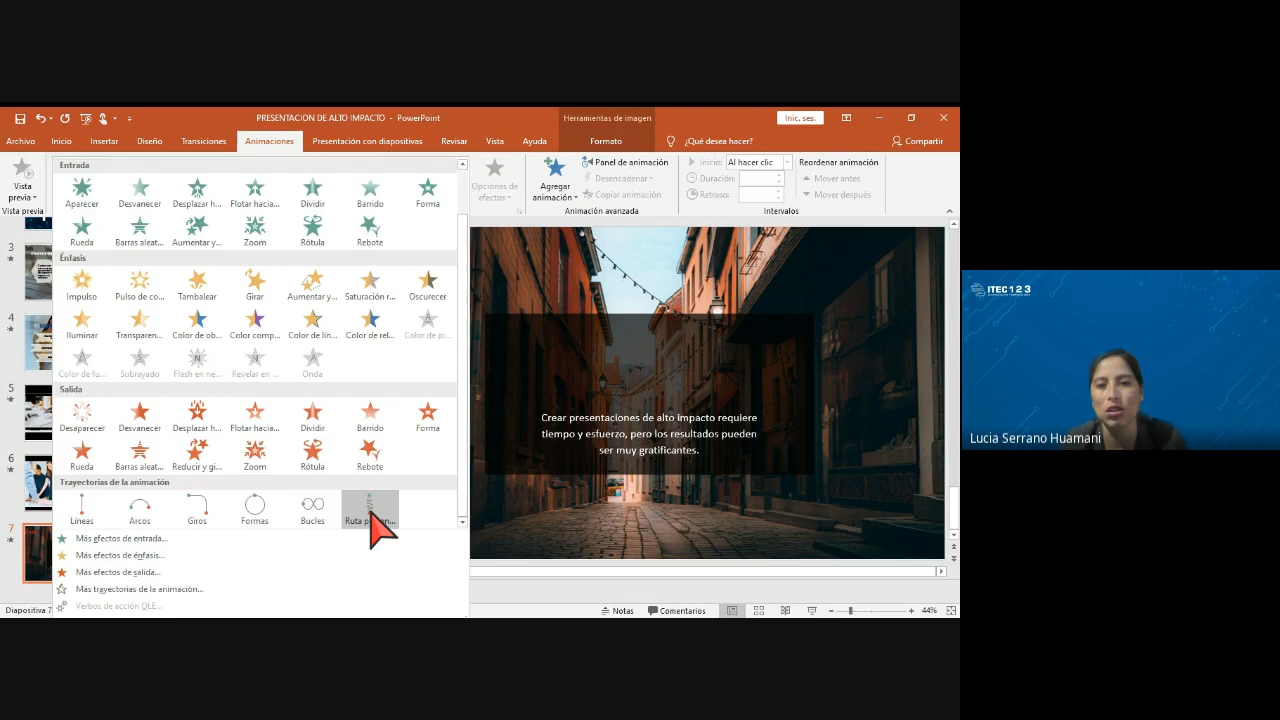 PRESENTACION DE ALTO IMPACTO - PowerPoint
Herramientas de imagen
Inic. ses.
Archivo Inicio Insertar Diseño Transiciones Animaciones Presentación con diapositivas Revisar Vista Ayuda Formato ¿Qué desea hacer? Compartir
Vista previa
Vista previa
Opciones de efectos
Agregar animación
Panel de animación
Desencadenar
Copiar animación
Animación avanzada
Inicio: Al hacer clic
Duración:
Retraso:
Reordenar animación
Mover antes
Mover después
Intervalos
Entrada
Aparecer Desvanecer Desplazar h... Flotar hacia... Dividir Barrido Forma
Rueda Barras aleat... Aumentar y... Zoom Rótula Rebote
Énfasis
Impulso Pulso de co... Tambalear Girar Aumentar y... Saturación r... Oscurecer
Iluminar Transparen... Color de ob... Color comp... Color de lín... Color de rel... Color de pi...
Color de fu... Subrayado Flash en ne... Revelar en ... Onda
Salida
Desaparecer Desvanecer Desplazar h... Flotar hacia... Dividir Barrido Forma
Rueda Barras aleat... Reducir y gi... Zoom Rótula Rebote
Trayectorias de la animación
Líneas Arcos Giros Formas Bucles Ruta
Más efectos de entrada...
Más efectos de énfasis...
Más efectos de salida...
Más trayectorias de la animación...
Verbos de acción OLE...
3
4
5
6
7
Crear presentaciones de alto impacto requiere
tiempo y esfuerzo, pero los resultados pueden
ser muy gratificantes.
Diapositiva 7
Notas Comentarios 44%
ITEC 1 2 3
Lucia Serrano Huamani